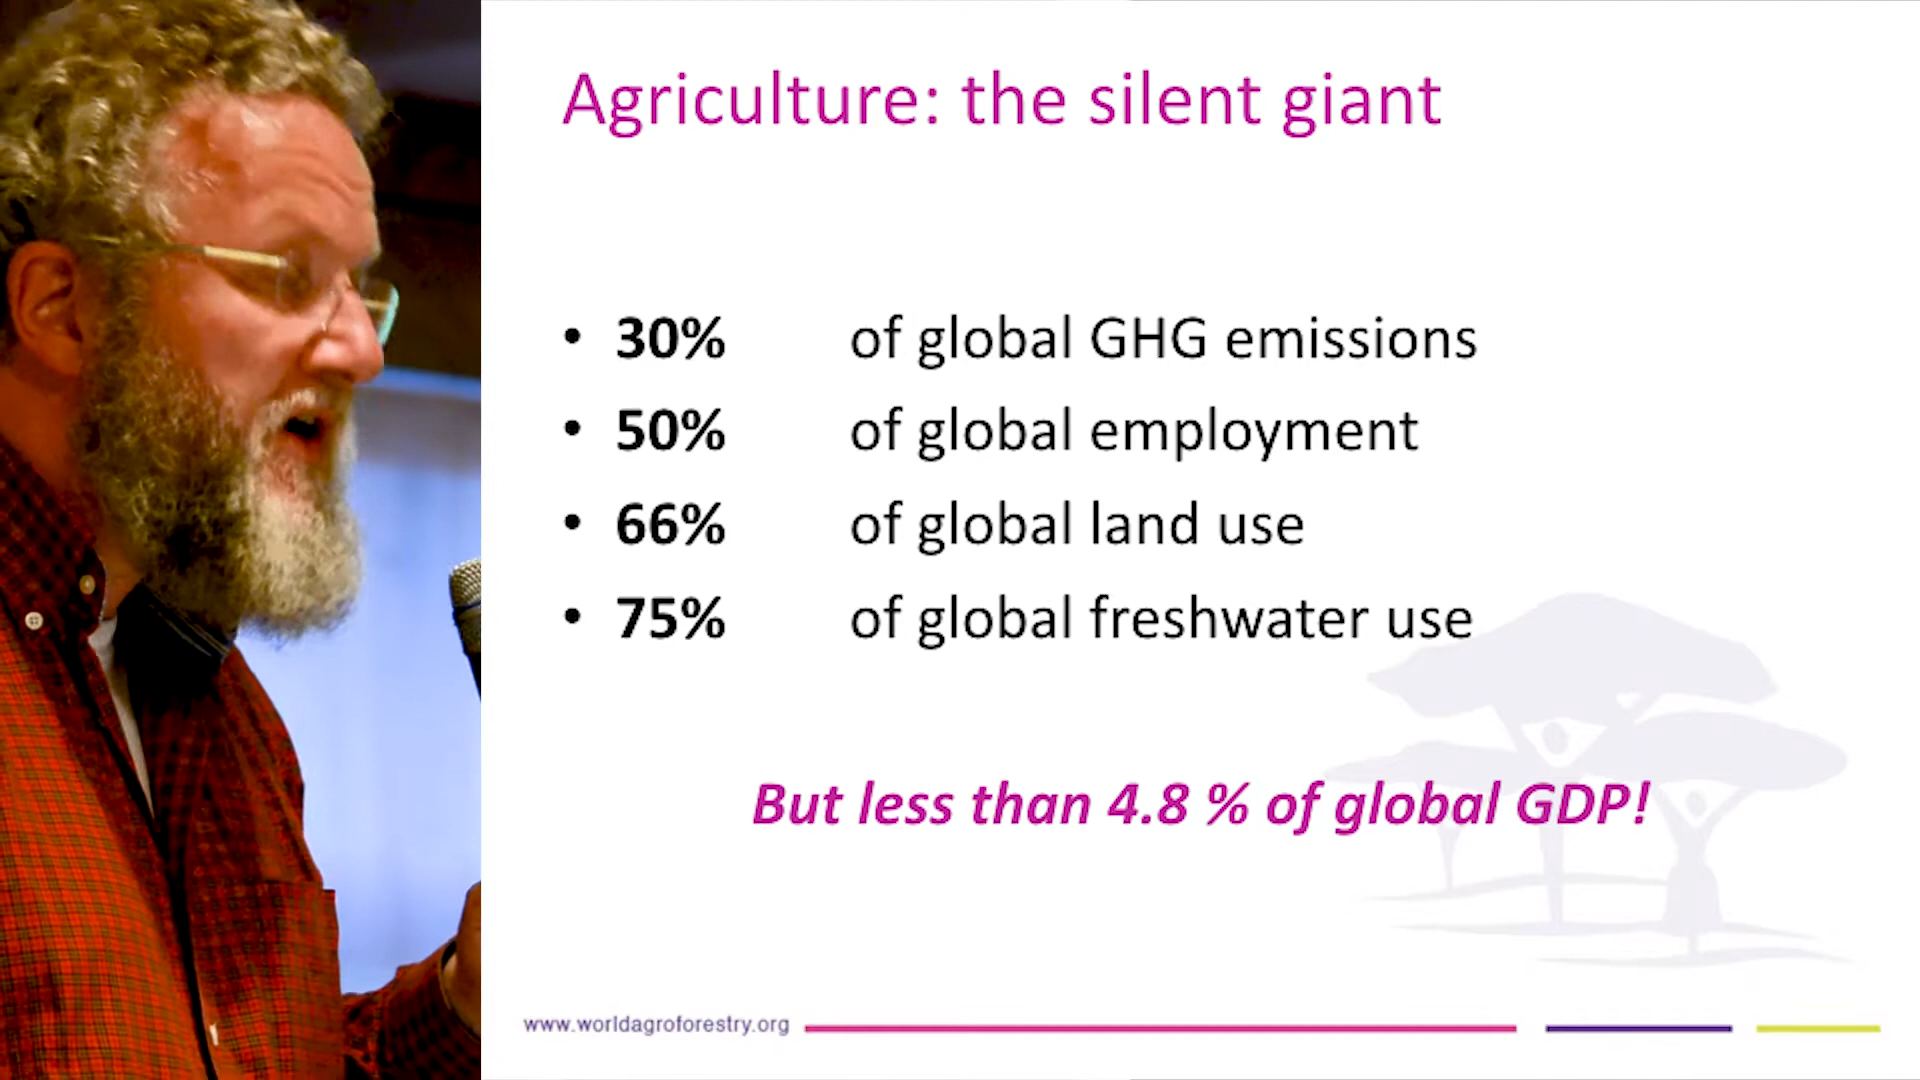 Agriculture: the silent giant
• 30% of global GHG emissions
• 50% of global employment
• 66% of global land use
• 75% of global freshwater use
But less than 4.8 % of global GDP!
www.worldagroforestry.org